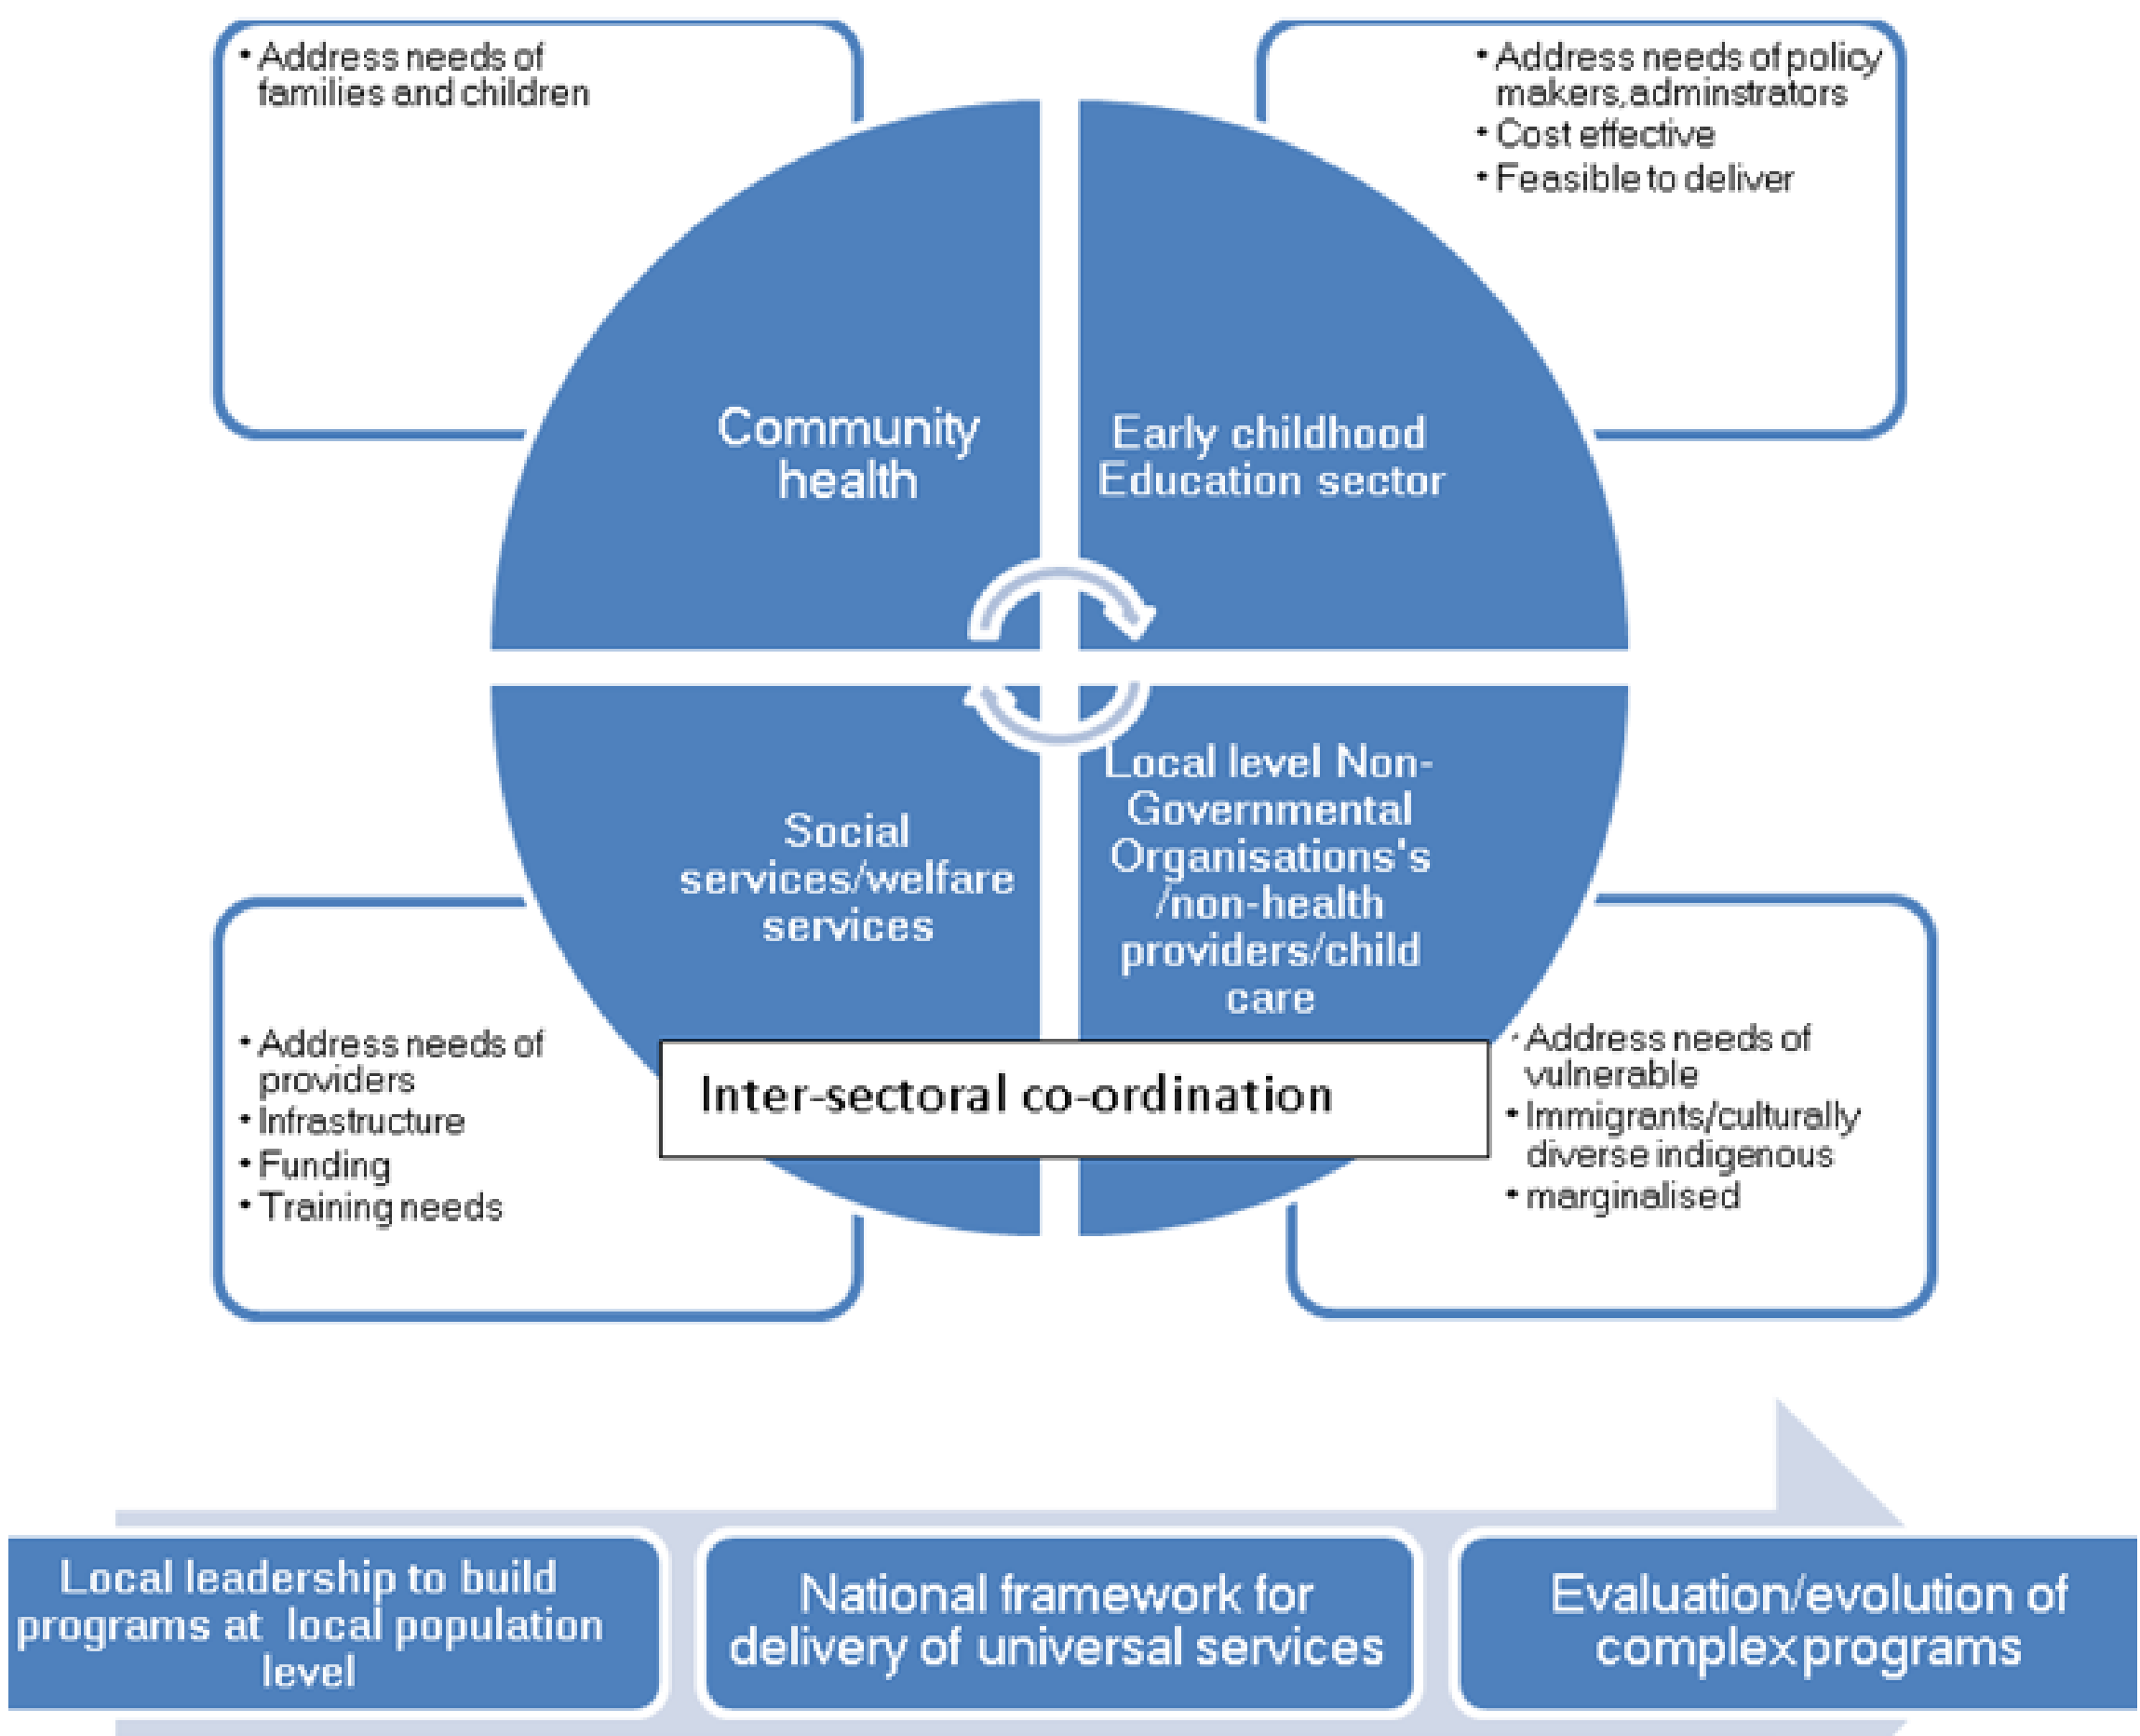 • Address needs of
families and children
• Address needs of policy
makers,adminstrators
• Cost effective
• Feasible to deliver
Community
health
Early childhood
Education sector
Social
services/welfare
services
Local level Non-
Governmental
Organisations's
/non-health
providers/child
care
• Address needs of
providers
• Infrastructure
• Funding
• Training needs
Inter-sectoral co-ordination
• Address needs of
vulnerable
• Immigrants/culturally
diverse indigenous
• marginalised
Local leadership to build
programs at local population
level
National framework for
delivery of universal services
Evaluation/evolution of
complex programs